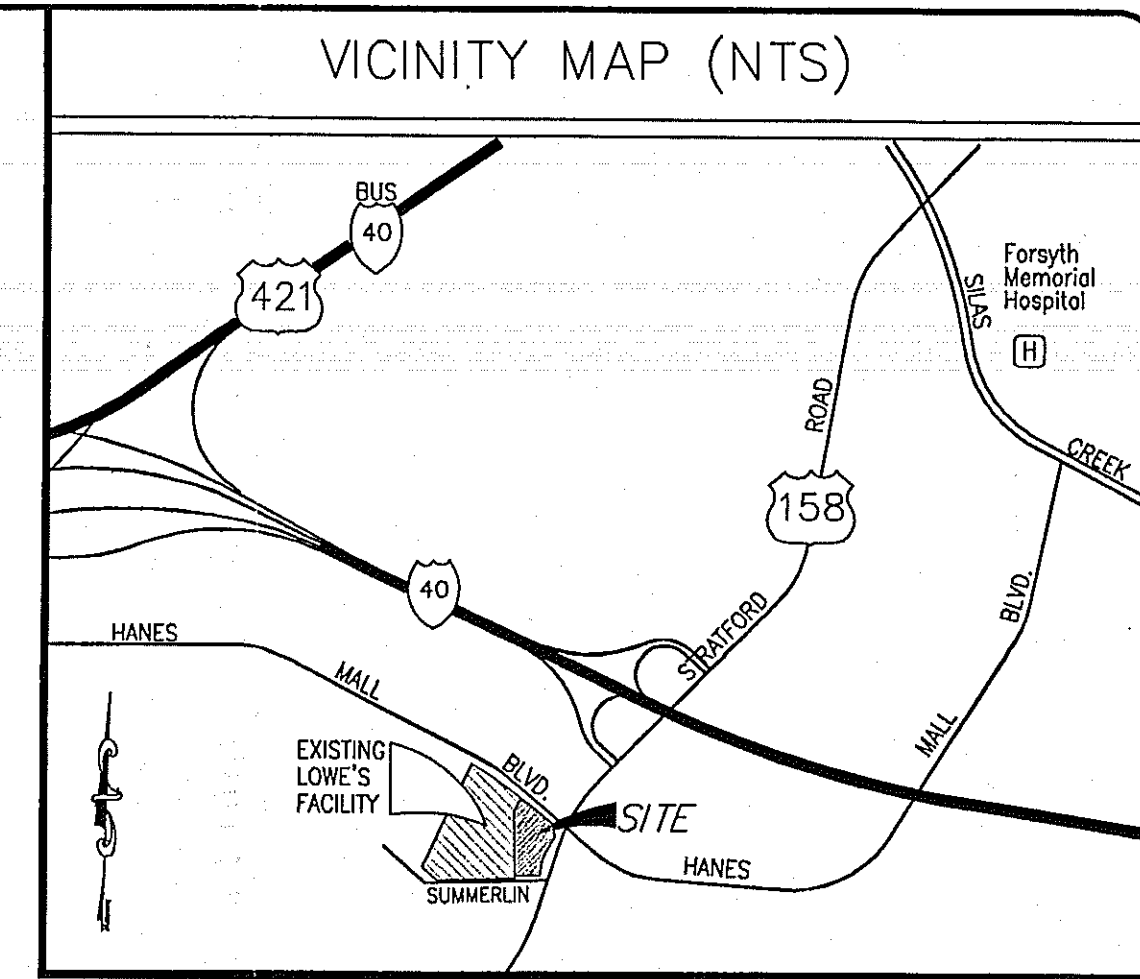 VICINITY MAP (NTS)
BUS
40
421
Forsyth
Memorial
Hospital
H
SILAS
CREEK
ROAD
158
STRATFORD
40
HANES
MALL
BLVD.
BLVD.
MALL
HANES
EXISTING
LOWE'S
FACILITY
SITE
SUMMERLIN